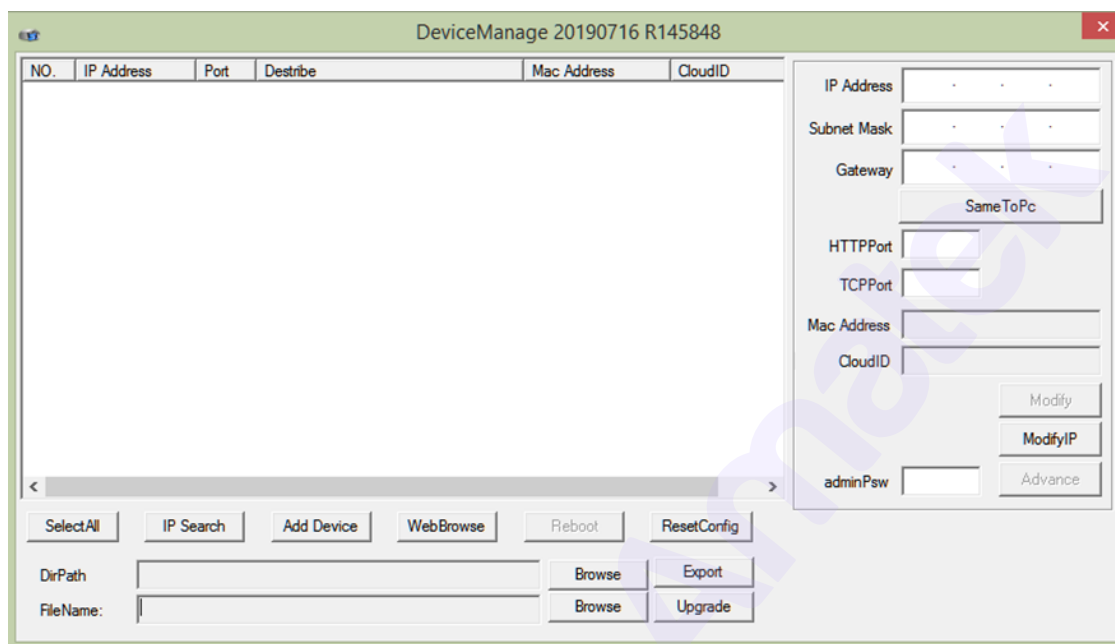 DeviceManage 20190716 R145848
NO. IP Address Port Destribe Mac Address CloudID
IP Address
Subnet Mask
Gateway
SameToPc
HTTPPort
TCPPort
Mac Address
CloudID
Modify
ModifyIP
adminPsw Advance
SelectAll IP Search Add Device WebBrowse Reboot ResetConfig
DirPath Browse Export
FileName: Browse Upgrade
Amatek